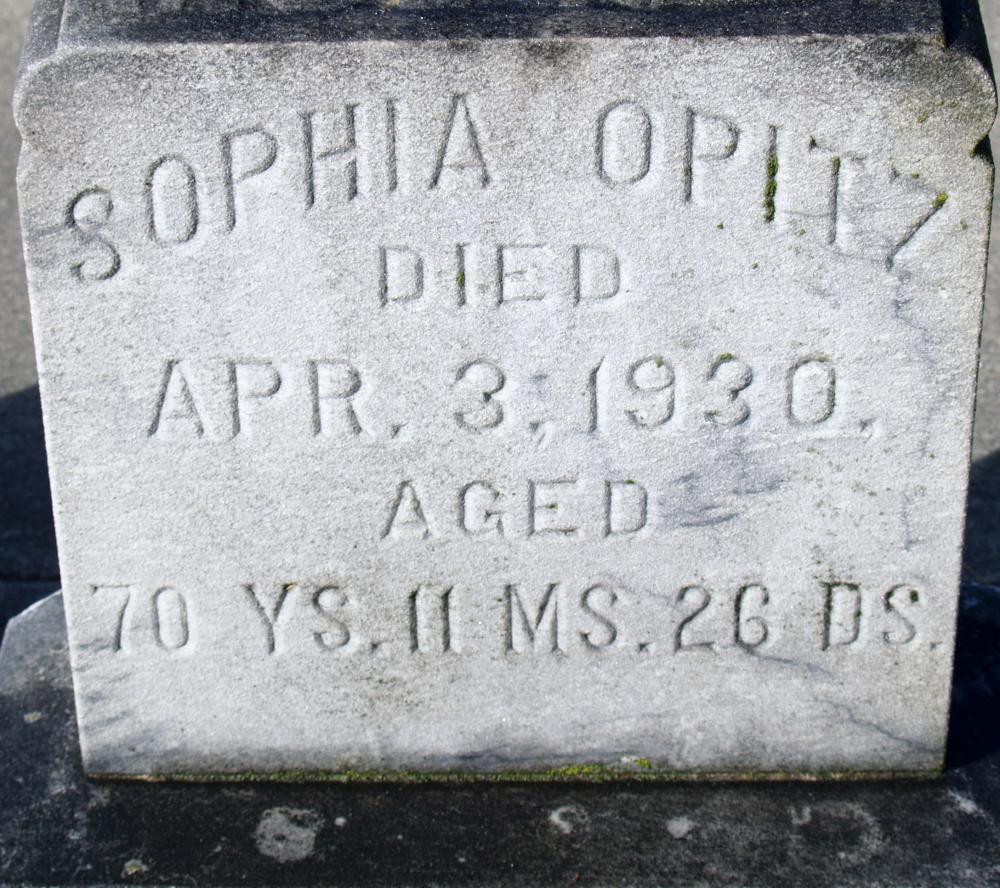 SOPHIA OPITZ
DIED
APR. 3, 1930.
AGED
70 YS. 11 MS. 26 DS.